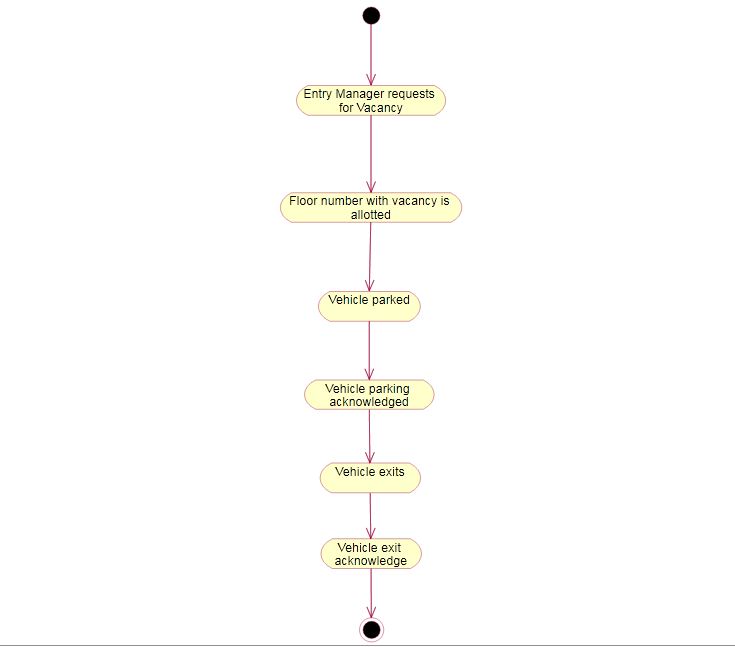 Entry Manager requests
for Vacancy
Floor number with vacancy is
allotted
Vehicle parked
Vehicle parking
acknowledged
Vehicle exits
Vehicle exit
acknowledge